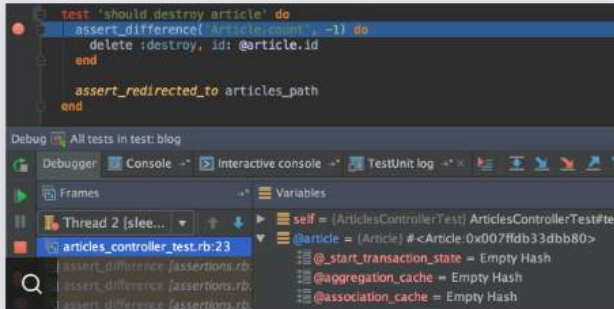 test 'should destroy article' do
assert_difference('Article.count', -1) do
delete :destroy, id: @article.id
end
assert_redirected_to articles_path
end
Debug All tests in test: blog
Debugger Console Interactive console TestUnit log
Frames Variables
Thread 2 [slee... self = {ArticlesControllerTest} ArticlesControllerTest#te
articles_controller_test.rb:23 @article = {Article} #<Article:0x007ffdb33dbb80>
assert_difference [assertions.rb. @_start_transaction_state = Empty Hash
assert_difference [assertions.rb. @aggregation_cache = Empty Hash
assert_difference [assertions.rb. @association_cache = Empty Hash